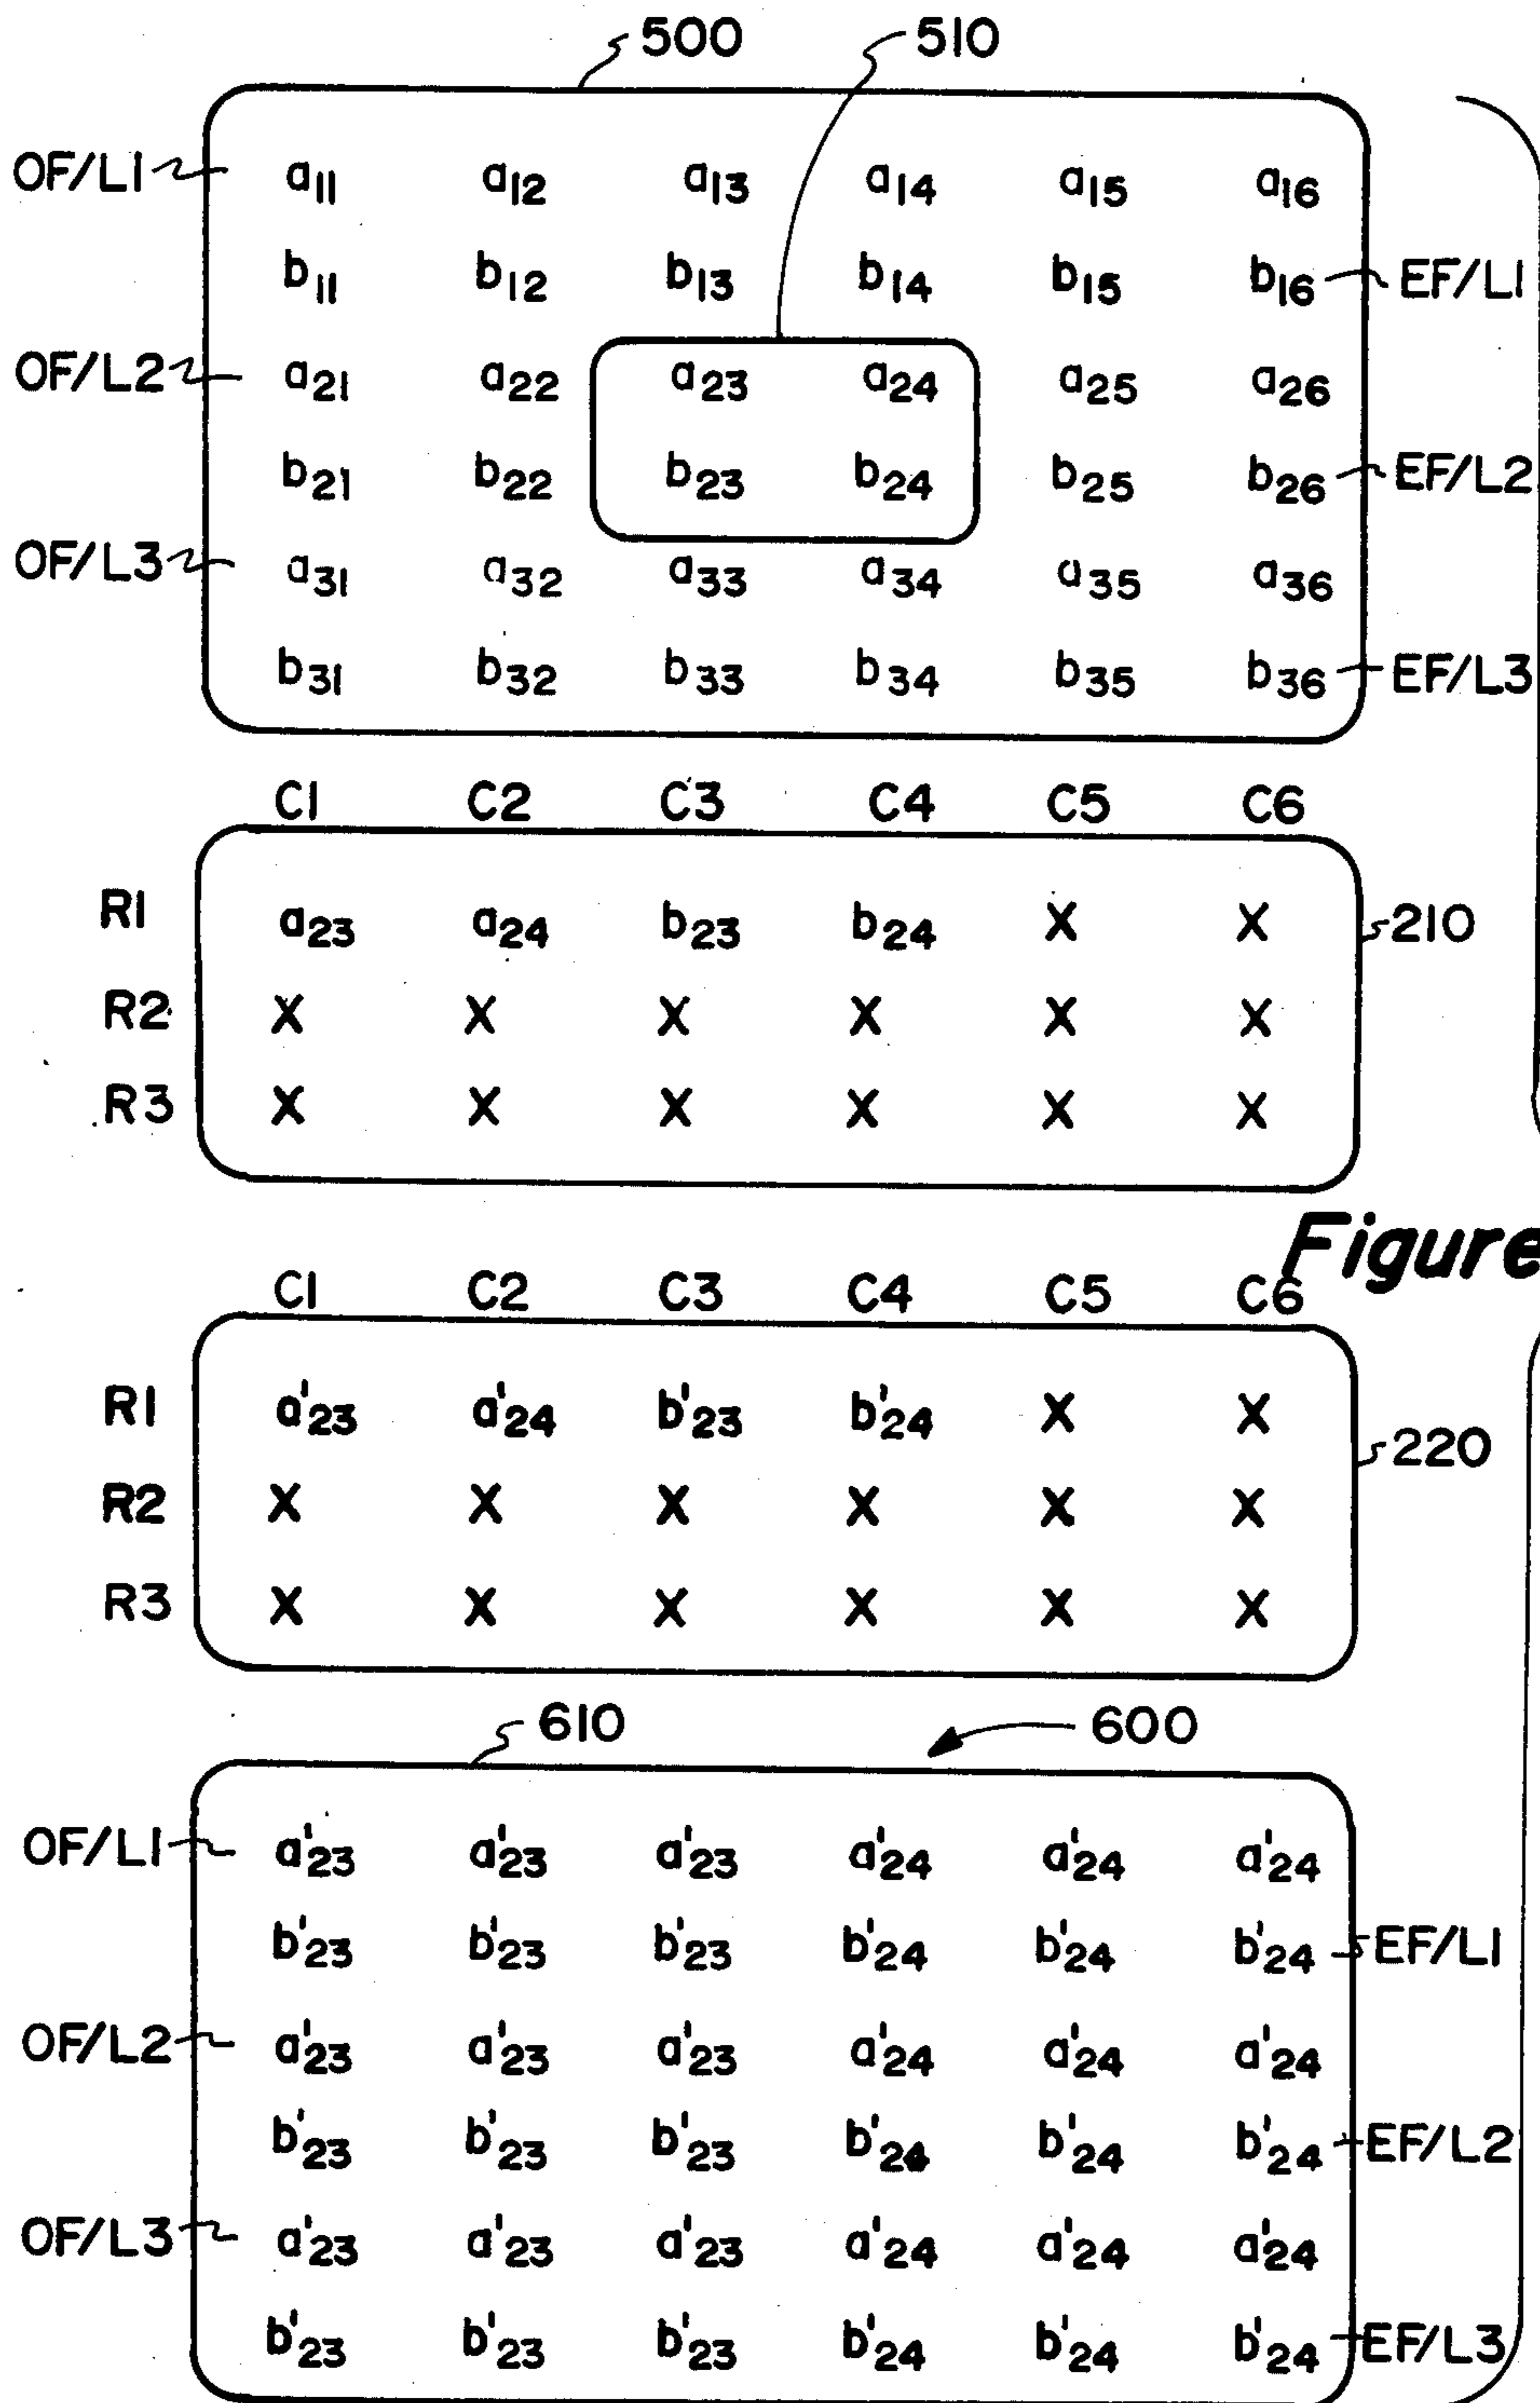 500 510
OF/L1 a11 a12 a13 a14 a15 a16
b11 b12 b13 b14 b15 b16 EF/L1
OF/L2 a21 a22 a23 a24 a25 a26
b21 b22 b23 b24 b25 b26 EF/L2
OF/L3 a31 a32 a33 a34 a35 a36
b31 b32 b33 b34 b35 b36 EF/L3
C1 C2 C3 C4 C5 C6
R1 a23 a24 b23 b24 X X 210
R2 X X X X X X
R3 X X X X X X
Figure
C1 C2 C3 C4 C5 C6
R1 a'23 a'24 b'23 b'24 X X
220
R2 X X X X X X
R3 X X X X X X
610 600
OF/L1 a'23 a'23 a'23 a'24 a'24 a'24
b'23 b'23 b'23 b'24 b'24 b'24 EF/L1
OF/L2 a'23 a'23 a'23 a'24 a'24 a'24
b'23 b'23 b'23 b'24 b'24 b'24 EF/L2
OF/L3 a'23 a'23 a'23 a'24 a'24 a'24
b'23 b'23 b'23 b'24 b'24 b'24 EF/L3